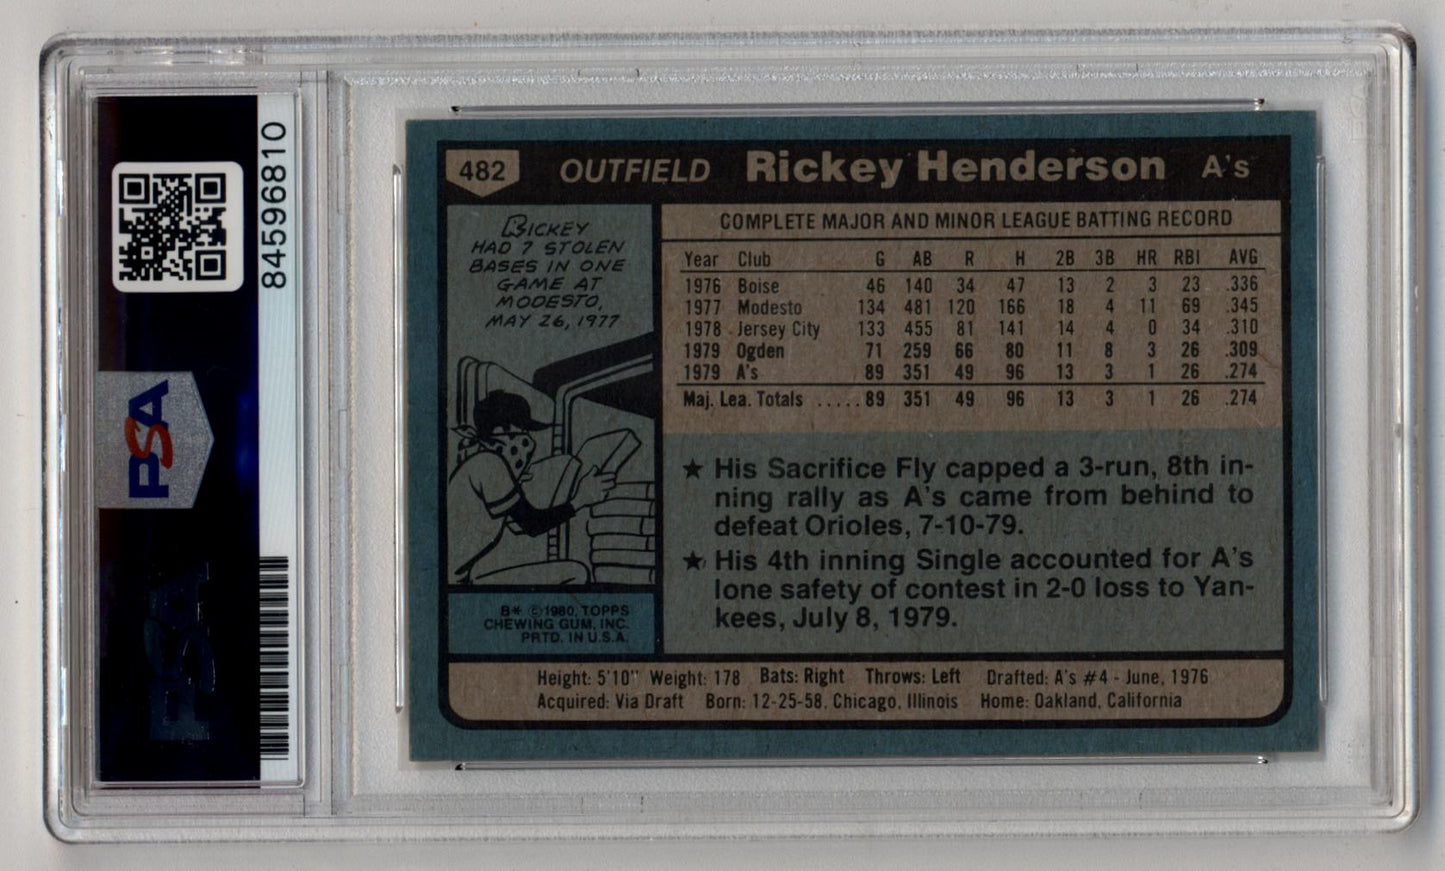 84596810
PSA
PSA
482 OUTFIELD Rickey Henderson A's
RICKEY
HAD 7 STOLEN
BASES IN ONE
GAME AT
MODESTO,
MAY 26, 1977
COMPLETE MAJOR AND MINOR LEAGUE BATTING RECORD
Year Club G AB R H 2B 3B HR RBI AVG
1976 Boise 46 140 34 47 13 2 3 23 .336
1977 Modesto 134 481 120 166 18 4 11 69 .345
1978 Jersey City 133 455 81 141 14 4 0 34 .310
1979 Ogden 71 259 66 80 11 8 3 26 .309
1979 A's 89 351 49 96 13 3 1 26 .274
Maj. Lea. Totals .....89 351 49 96 13 3 1 26 .274
★ His Sacrifice Fly capped a 3-run, 8th in-
ning rally as A's came from behind to
defeat Orioles, 7-10-79.
★ His 4th inning Single accounted for A's
lone safety of contest in 2-0 loss to Yan-
kees, July 8, 1979.
B* ©1980, TOPPS
CHEWING GUM, INC.
PRTD. IN U.S.A.
Height: 5'10" Weight: 178 Bats: Right Throws: Left Drafted: A's #4 - June, 1976
Acquired: Via Draft Born: 12-25-58, Chicago, Illinois Home: Oakland, California